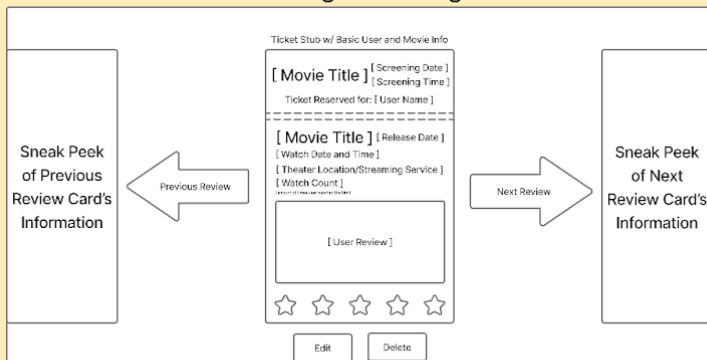 Ticket Stub w/ Basic User and Movie Info
[ Movie Title ] [ Screening Date ]
[ Screening Time ]
Ticket Reserved for: [ User Name ]
[ Movie Title ] [ Release Date ]
[ Watch Date and Time ]
[ Theater Location/Streaming Service ]
[ Watch Count ]
[ User Review ]
Sneak Peek
of Previous
Review Card's
Information
Previous Review
Next Review
Sneak Peek
of Next
Review Card's
Information
Edit
Delete